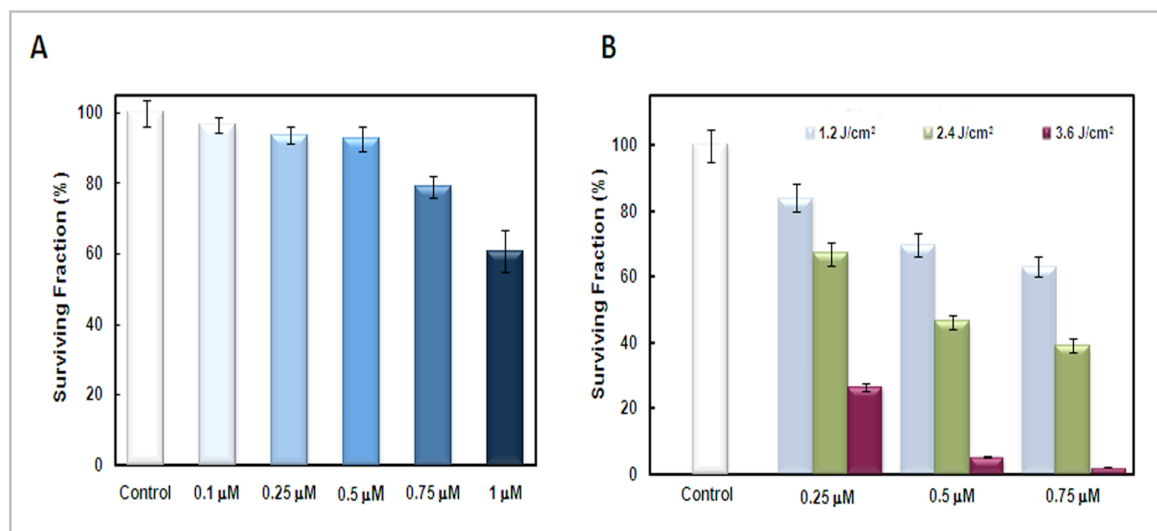 A
B
Surviving Fraction (%)
100
80
60
40
20
0
Control 0.1 µM 0.25 µM 0.5 µM 0.75 µM 1 µM
1.2 J/cm² 2.4 J/cm² 3.6 J/cm²
Surviving Fraction (%)
100
80
60
40
20
0
Control 0.25 µM 0.5 µM 0.75 µM